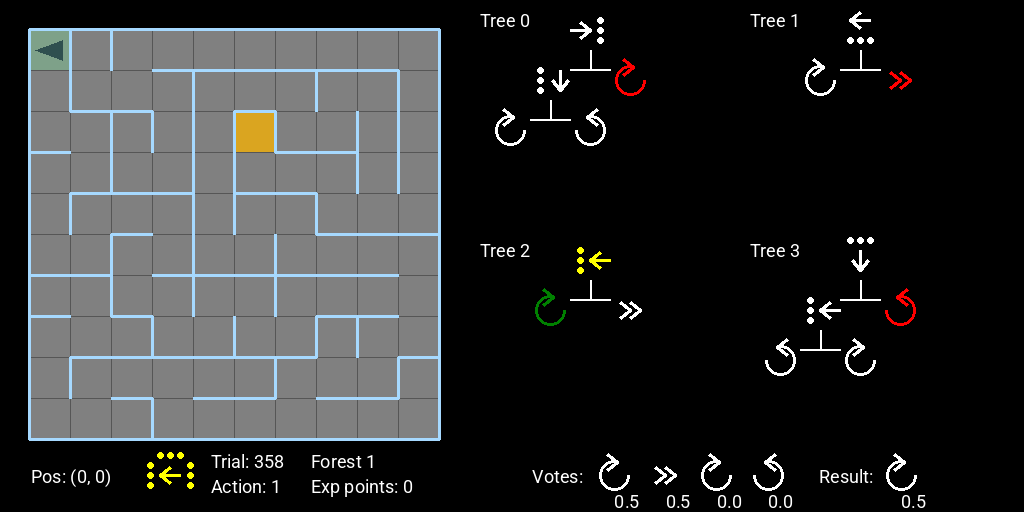 Tree 0
Tree 1
Tree 2
Tree 3
Pos: (0, 0)
Trial: 358
Forest 1
Action: 1
Exp points: 0
Votes:
0.5
0.5
0.0
0.0
Result:
0.5